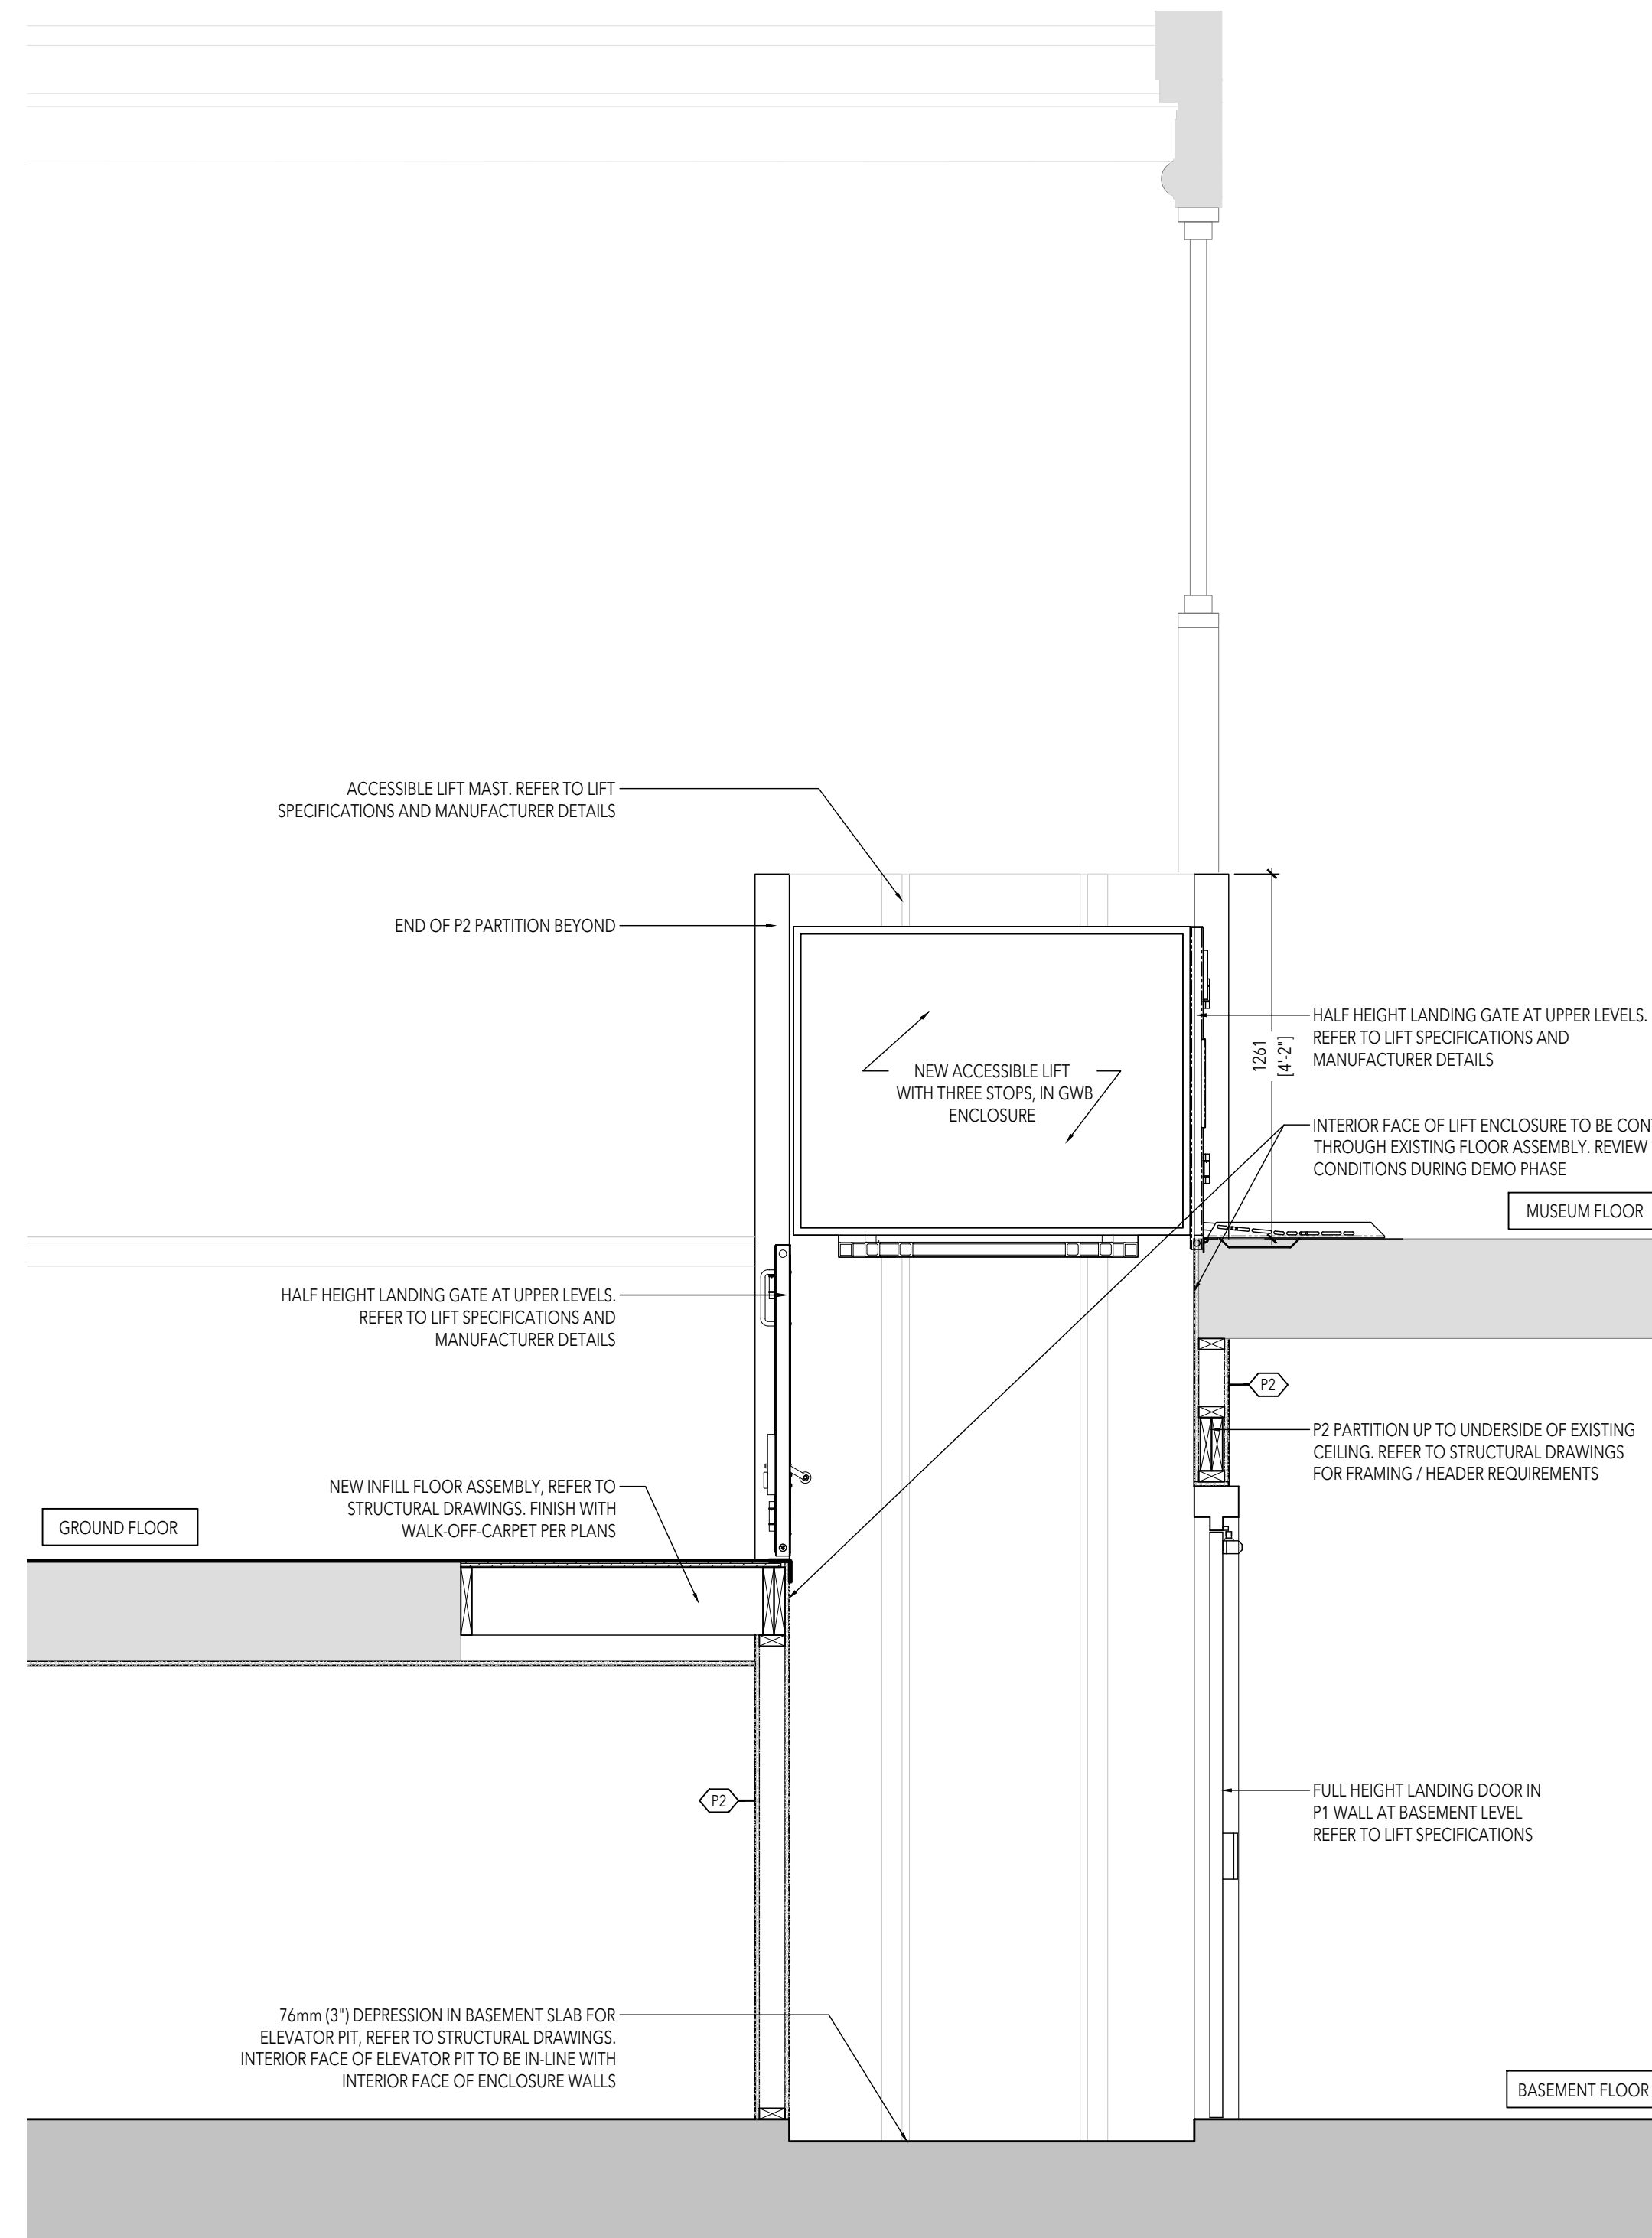 ACCESSIBLE LIFT MAST. REFER TO LIFT
SPECIFICATIONS AND MANUFACTURER DETAILS
END OF P2 PARTITION BEYOND
HALF HEIGHT LANDING GATE AT UPPER LEVELS.
REFER TO LIFT SPECIFICATIONS AND
MANUFACTURER DETAILS
1261
[4'-2"]
NEW ACCESSIBLE LIFT
WITH THREE STOPS, IN GWB
ENCLOSURE
INTERIOR FACE OF LIFT ENCLOSURE TO BE
THROUGH EXISTING FLOOR ASSEMBLY. REVIEW
CONDITIONS DURING DEMO PHASE
MUSEUM FLOOR
HALF HEIGHT LANDING GATE AT UPPER LEVELS.
REFER TO LIFT SPECIFICATIONS AND
MANUFACTURER DETAILS
P2
P2 PARTITION UP TO UNDERSIDE OF EXISTING
CEILING. REFER TO STRUCTURAL DRAWINGS
FOR FRAMING / HEADER REQUIREMENTS
NEW INFILL FLOOR ASSEMBLY, REFER TO
STRUCTURAL DRAWINGS. FINISH WITH
WALK-OFF-CARPET PER PLANS
GROUND FLOOR
P2
FULL HEIGHT LANDING DOOR IN
P1 WALL AT BASEMENT LEVEL
REFER TO LIFT SPECIFICATIONS
76mm (3") DEPRESSION IN BASEMENT SLAB FOR
ELEVATOR PIT, REFER TO STRUCTURAL DRAWINGS.
INTERIOR FACE OF ELEVATOR PIT TO BE IN-LINE WITH
INTERIOR FACE OF ENCLOSURE WALLS
BASEMENT FLOOR